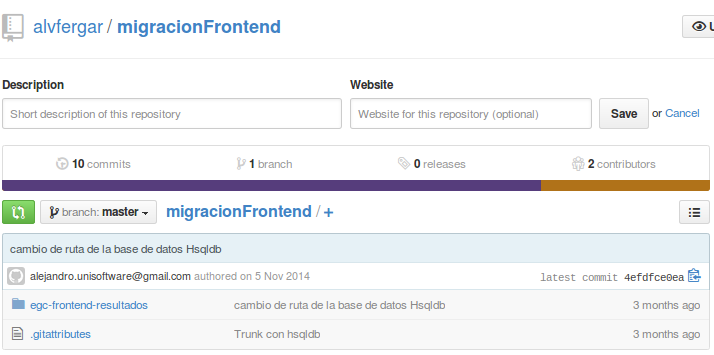 alvfergar / migracionFrontend
Description
Website
Short description of this repository
Website for this repository (optional)
Save or Cancel
10 commits
1 branch
0 releases
2 contributors
branch: master
migracionFrontend / +
cambio de ruta de la base de datos Hsqldb
alejandro.unisoftware@gmail.com authored on 5 Nov 2014
latest commit 4efdfce0ea
egc-frontend-resultados
cambio de ruta de la base de datos Hsqldb
3 months ago
.gitattributes
Trunk con hsqldb
3 months ago